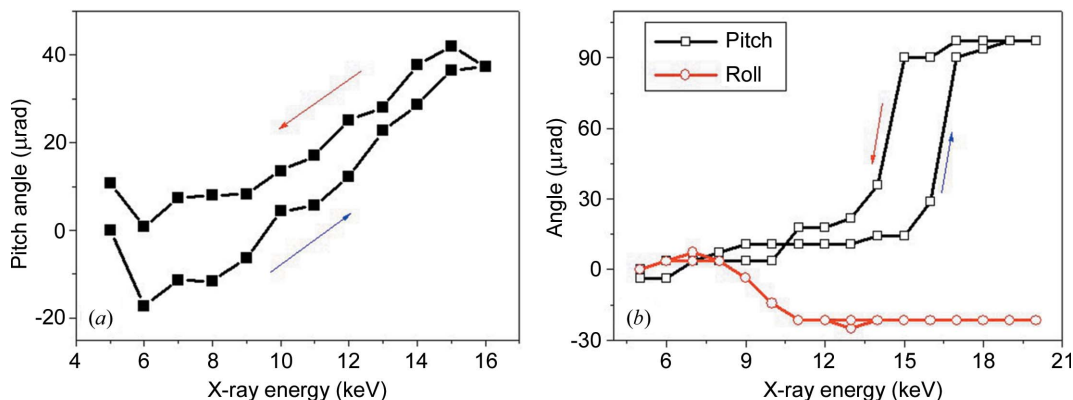 40
20
0
-20
Pitch angle (μrad)
(a)
4
6
8
10
12
14
16
X-ray energy (keV)
90
60
30
0
-30
Angle (μrad)
Pitch
Roll
(b)
6
9
12
15
18
21
X-ray energy (keV)